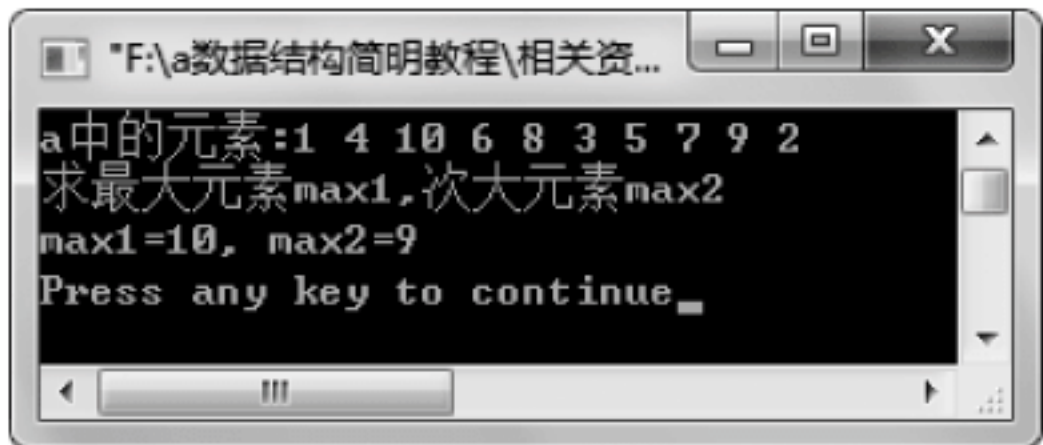 "F:\a数据结构简明教程\相关资...
a中的元素:1 4 10 6 8 3 5 7 9 2
求最大元素max1,次大元素max2
max1=10, max2=9
Press any key to continue